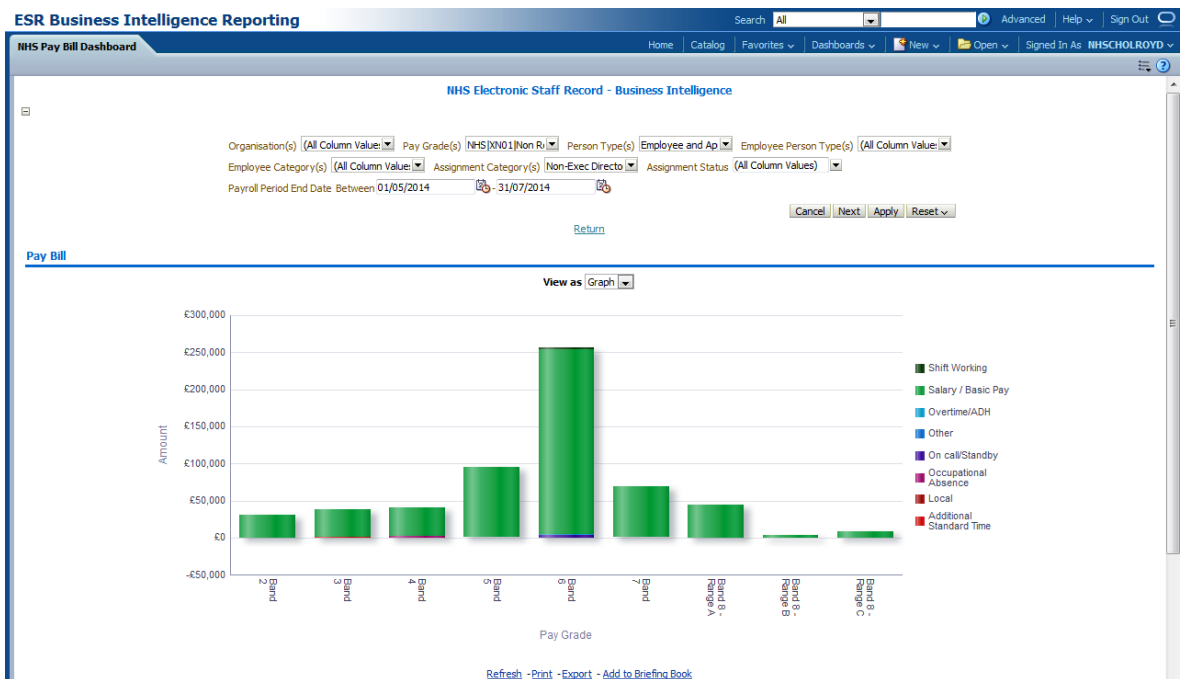 ESR Business Intelligence Reporting
Search All Advanced Help Sign Out
NHS Pay Bill Dashboard
Home Catalog Favorites Dashboards New Open Signed In As NHSCHOLROYD
NHS Electronic Staff Record - Business Intelligence
Organisation(s) (All Column Value: Pay Grade(s) NHS|XN01|Non R Person Type(s) Employee and Ap Employee Person Type(s) (All Column Value:
Employee Category(s) (All Column Value: Assignment Category(s) Non-Exec Directo Assignment Status (All Column Values)
Payroll Period End Date Between 01/05/2014 - 31/07/2014
Cancel Next Apply Reset
Return
Pay Bill
View as Graph
£300,000
£250,000
£200,000
£150,000
£100,000
£50,000
£0
-£50,000
Amount
Shift Working
Salary / Basic Pay
Overtime/ADH
Other
On call/Standby
Occupational
Absence
Local
Additional
Standard Time
Band
2
Band
3
Band
4
Band
5
Band
6
Band
7
Band 8 -
Range A
Band 8 -
Range B
Band 8 -
Range C
Pay Grade
Refresh - Print - Export - Add to Briefing Book